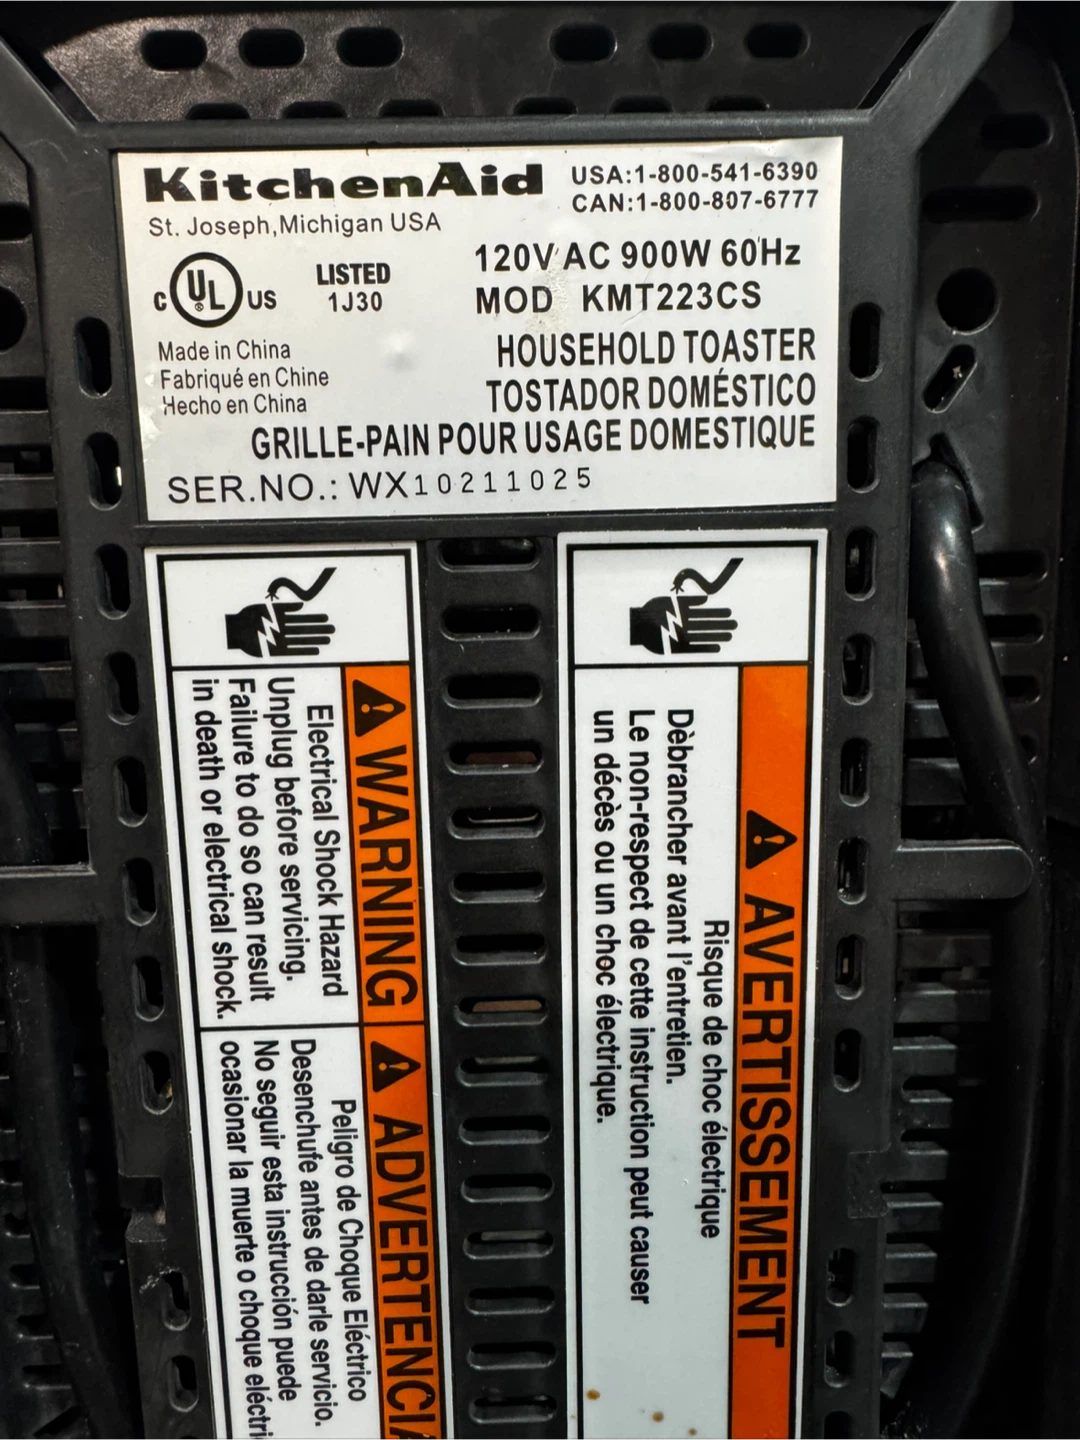 KitchenAid
USA:1-800-541-6390
CAN:1-800-807-6777
St. Joseph,Michigan USA
C UL ® US
LISTED
1J30
120V AC 900W 60Hz
MOD KMT223CS
Made in China
Fabriqué en Chine
Hecho en China
HOUSEHOLD TOASTER
TOSTADOR DOMÉSTICO
GRILLE-PAIN POUR USAGE DOMESTIQUE
SER.NO.: WX10211025
WARNING
Electrical Shock Hazard
Unplug before servicing.
Failure to do so can result
in death or electrical shock.
ADVERTENCIA
Peligro de Choque Eléctrico
Desenchufe antes de darle servicio.
No seguir esta instrucción puede
ocasionar la muerte o choque
AVERTISSEMENT
Risque de choc électrique
Dèbrancher avant l'entretien.
Le non-respect de cette instruction peut causer
un décès ou un choc électrique.